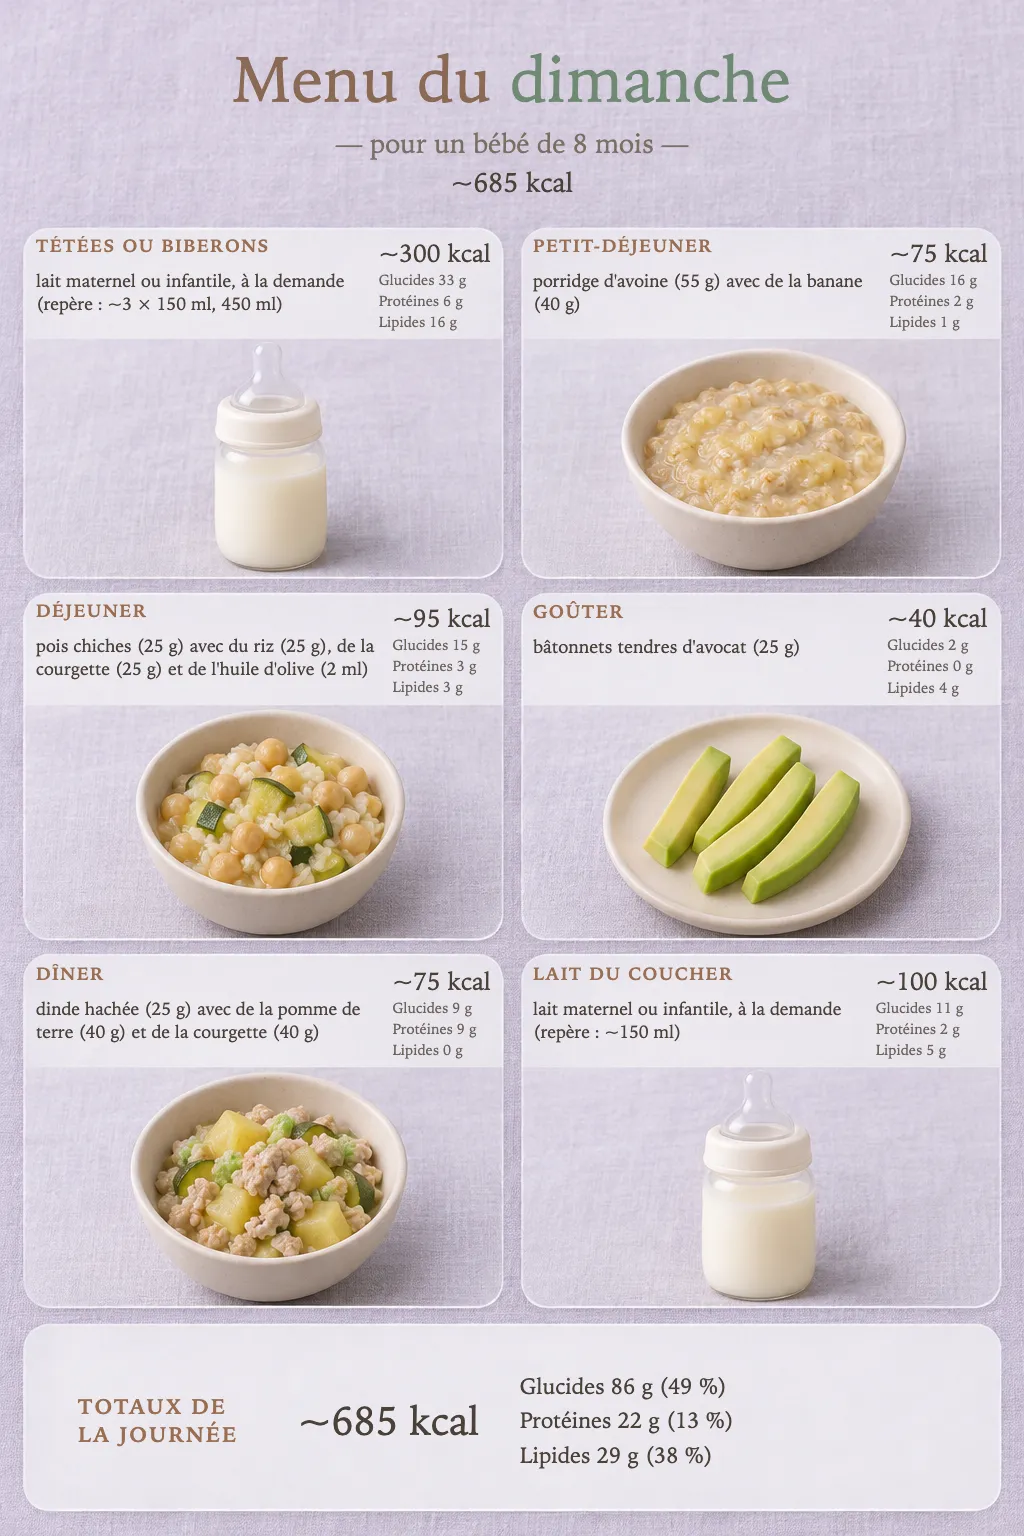 Menu du dimanche
— pour un bébé de 8 mois —
~685 kcal
TÉTÉES OU BIBERONS
lait maternel ou infantile, à la demande
(repère : ~3 × 150 ml, 450 ml)
~300 kcal
Glucides 33 g
Protéines 6 g
Lipides 16 g
PETIT-DÉJEUNER
porridge d'avoine (55 g) avec de la banane
(40 g)
~75 kcal
Glucides 16 g
Protéines 2 g
Lipides 1 g
DÉJEUNER
pois chiches (25 g) avec du riz (25 g), de la
courgette (25 g) et de l'huile d'olive (2 ml)
~95 kcal
Glucides 15 g
Protéines 3 g
Lipides 3 g
GOÛTER
bâtonnets tendres d'avocat (25 g)
~40 kcal
Glucides 2 g
Protéines 0 g
Lipides 4 g
DÎNER
dinde hachée (25 g) avec de la pomme de
terre (40 g) et de la courgette (40 g)
~75 kcal
Glucides 9 g
Protéines 9 g
Lipides 0 g
LAIT DU COUCHER
lait maternel ou infantile, à la demande
(repère : ~150 ml)
~100 kcal
Glucides 11 g
Protéines 2 g
Lipides 5 g
TOTAUX DE
LA JOURNÉE
~685 kcal
Glucides 86 g (49 %)
Protéines 22 g (13 %)
Lipides 29 g (38 %)